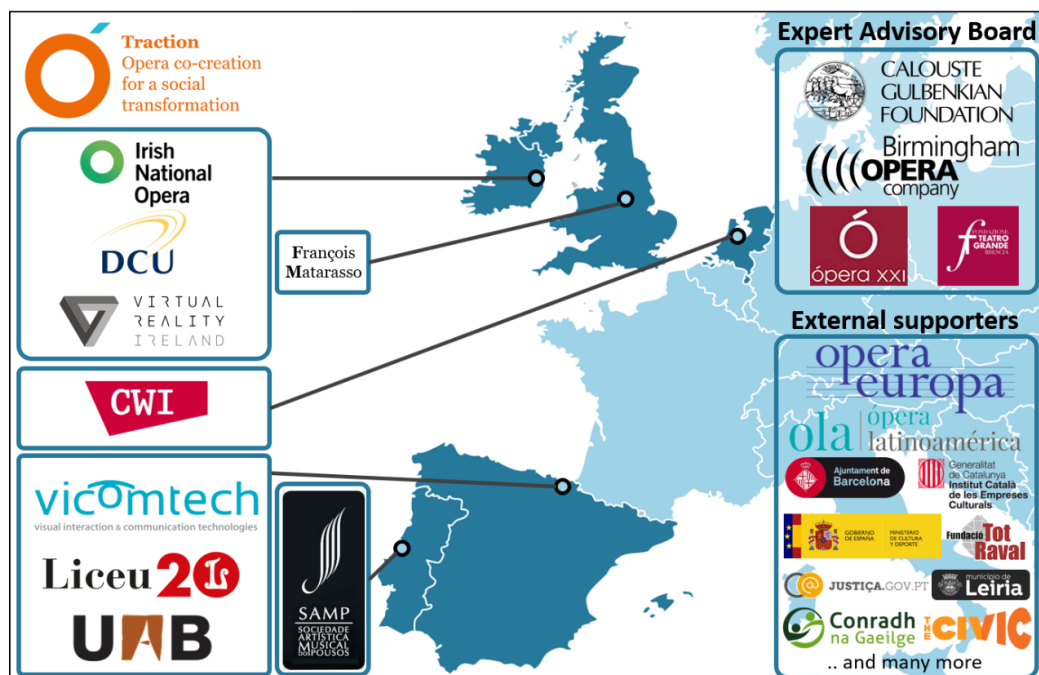 Traction
Opera co-creation
for a social
transformation
Irish
National
Opera
DCU
VIRTUAL
REALITY
IRELAND
François
Matarasso
CWI
vicomtech
visual interaction & communication technologies
Liceu 20
UAB
SAMP
SOCIEDADE
ARTÍSTICA
MUSICAL
DOS POUSOS
Expert Advisory Board
CALOUSTE
GULBENKIAN
FOUNDATION
Birmingham
OPERA
company
ópera XXI
FONDAZIONE
TEATRO
GRANDE
BRESCIA
External supporters
opera
europa
ola ópera
latinoamérica
Ajuntament de
Barcelona
Generalitat
de Catalunya
Institut Català
de les Empreses
Culturals
GOBIERNO
DE ESPAÑA
MINISTERIO
DE CULTURA
Y DEPORTE
Fundació Tot
Raval
JUSTIÇA.GOV.PT
município de
Leiria
Conradh
na Gaeilge
THE CIVIC
.. and many more